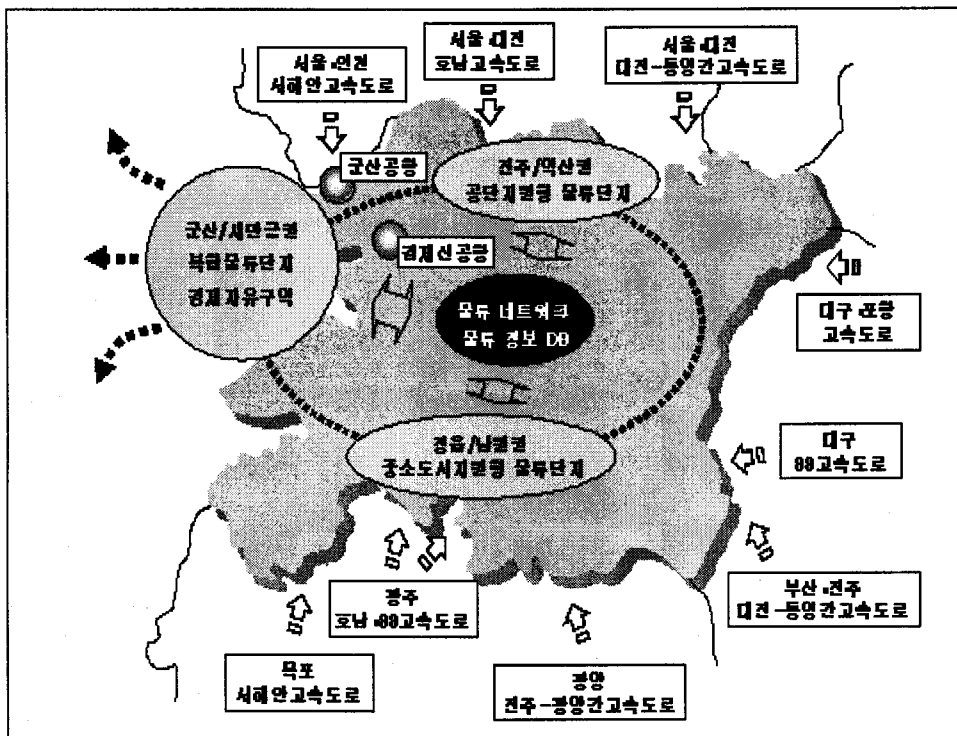 서울·인천
서해안고속도로
서울·대전
호남고속도로
서울·대전
대전-통영간고속도로
군산공항
전주/익산권
공단지원형 물류단지
군산/새만금권
복합물류단지
경제자유구역
김제신공항
물류 네트워크
물류 정보 DB
대구·포항
고속도로
정읍/남원권
중소도시지원형 물류단지
대구
88고속도로
광주
호남·88고속도로
부산·진주
대전-통영간고속도로
목포
서해안고속도로
광양
전주-광양간고속도로